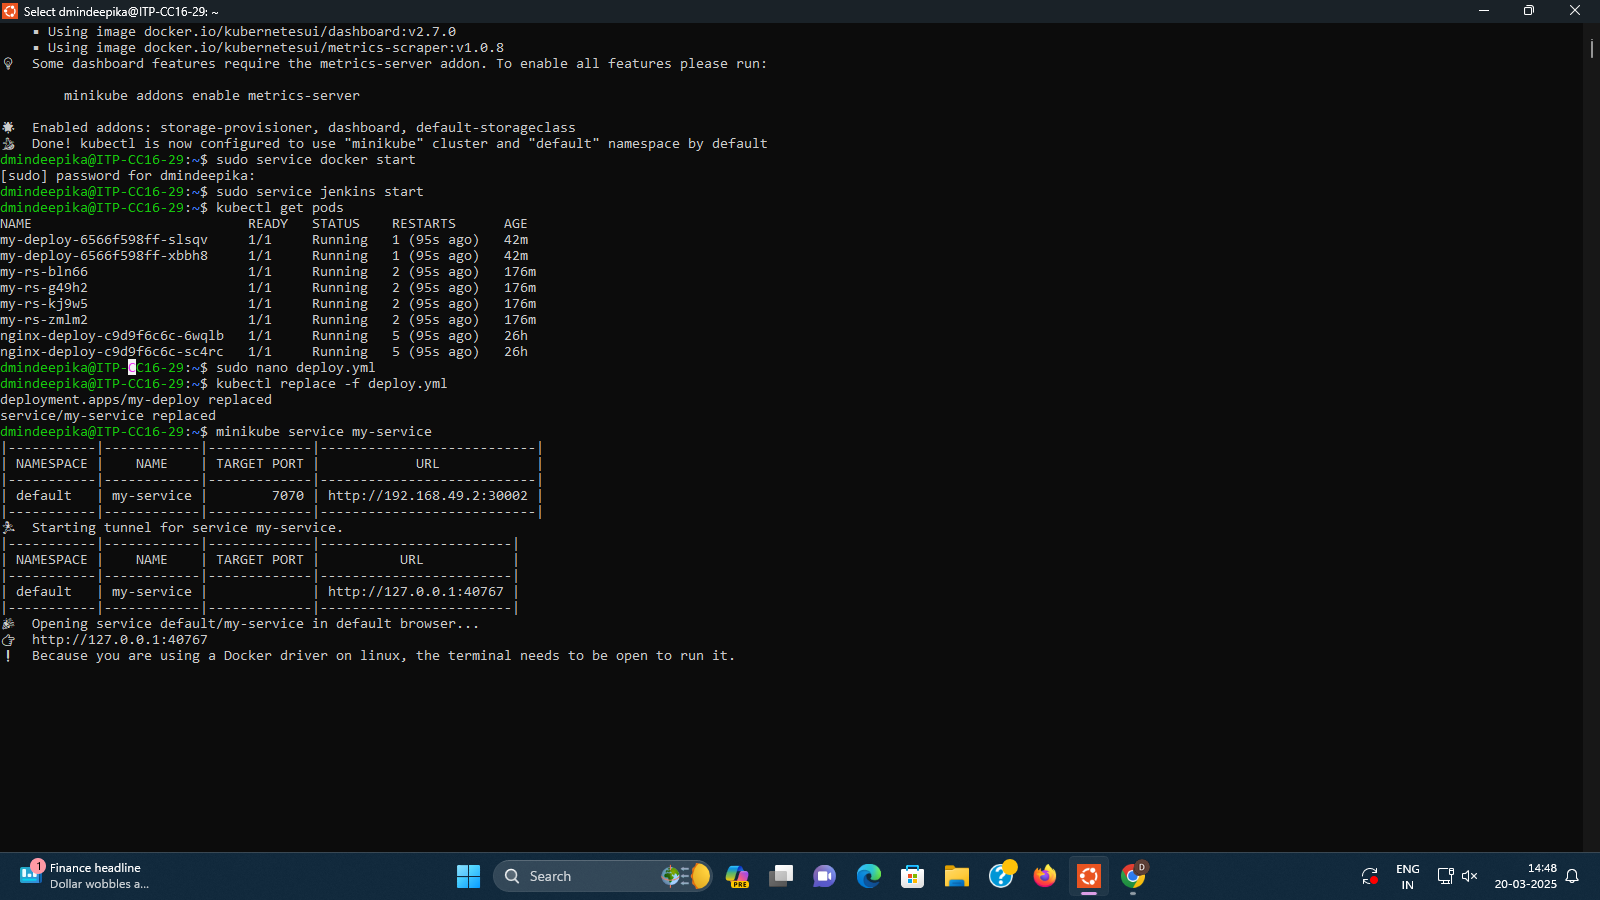 Select dmindeepika@ITP-CC16-29: ~
▪ Using image docker.io/kubernetesui/dashboard:v2.7.0
▪ Using image docker.io/kubernetesui/metrics-scraper:v1.0.8
Some dashboard features require the metrics-server addon. To enable all features please run:
minikube addons enable metrics-server
Enabled addons: storage-provisioner, dashboard, default-storageclass
Done! kubectl is now configured to use "minikube" cluster and "default" namespace by default
dmindeepika@ITP-CC16-29:~$ sudo service docker start
[sudo] password for dmindeepika:
dmindeepika@ITP-CC16-29:~$ sudo service jenkins start
dmindeepika@ITP-CC16-29:~$ kubectl get pods
NAME READY STATUS RESTARTS AGE
my-deploy-6566f598ff-slsqv 1/1 Running 1 (95s ago) 42m
my-deploy-6566f598ff-xbbh8 1/1 Running 1 (95s ago) 42m
my-rs-bln66 1/1 Running 2 (95s ago) 176m
my-rs-g49h2 1/1 Running 2 (95s ago) 176m
my-rs-kj9w5 1/1 Running 2 (95s ago) 176m
my-rs-zmlm2 1/1 Running 2 (95s ago) 176m
nginx-deploy-c9d9f6c6c-6wqlb 1/1 Running 5 (95s ago) 26h
nginx-deploy-c9d9f6c6c-sc4rc 1/1 Running 5 (95s ago) 26h
dmindeepika@ITP-CC16-29:~$ sudo nano deploy.yml
dmindeepika@ITP-CC16-29:~$ kubectl replace -f deploy.yml
deployment.apps/my-deploy replaced
service/my-service replaced
dmindeepika@ITP-CC16-29:~$ minikube service my-service
|-----------|------------|-------------|---------------------------|
| NAMESPACE | NAME | TARGET PORT | URL |
|-----------|------------|-------------|---------------------------|
| default | my-service | 7070 | http://192.168.49.2:30002 |
|-----------|------------|-------------|---------------------------|
Starting tunnel for service my-service.
|-----------|------------|-------------|------------------------|
| NAMESPACE | NAME | TARGET PORT | URL |
|-----------|------------|-------------|------------------------|
| default | my-service | | http://127.0.0.1:40767 |
|-----------|------------|-------------|------------------------|
Opening service default/my-service in default browser...
http://127.0.0.1:40767
! Because you are using a Docker driver on linux, the terminal needs to be open to run it.
1
Finance headline
Dollar wobbles a...
Search
PRE
D
ENG
IN
14:48
20-03-2025